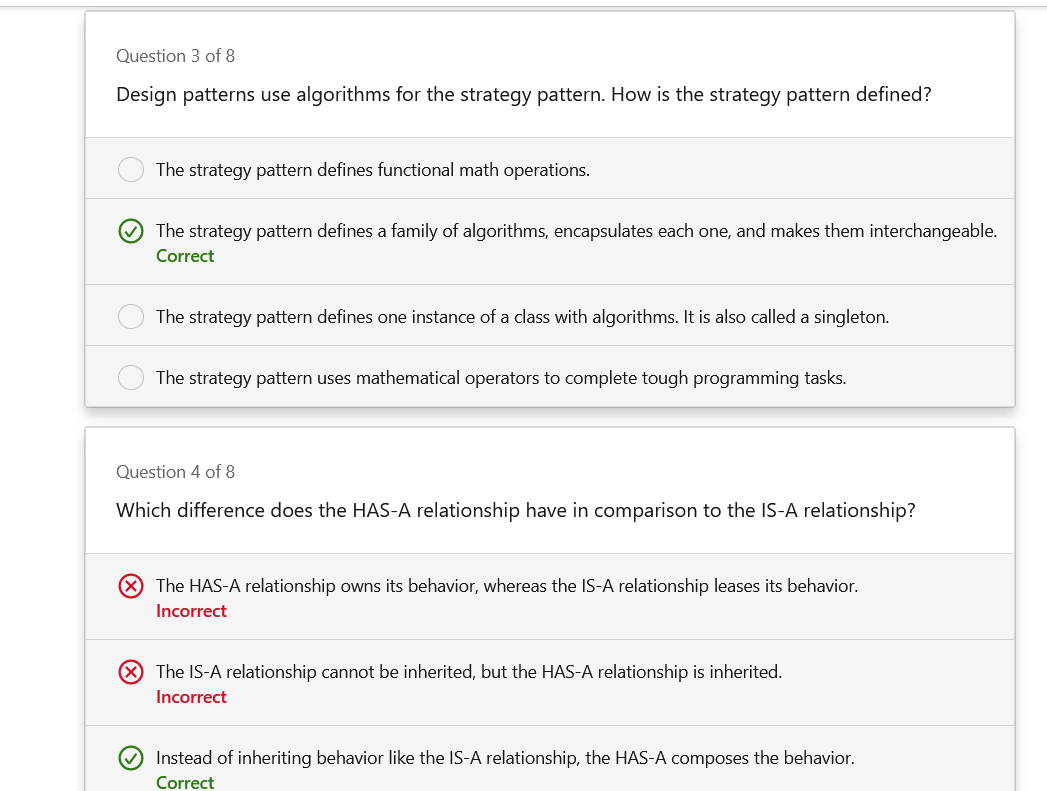 Question 3 of 8
Design patterns use algorithms for the strategy pattern. How is the strategy pattern defined?
The strategy pattern defines functional math operations.
The strategy pattern defines a family of algorithms, encapsulates each one, and makes them interchangeable.
Correct
The strategy pattern defines one instance of a class with algorithms. It is also called a singleton.
The strategy pattern uses mathematical operators to complete tough programming tasks.
Question 4 of 8
Which difference does the HAS-A relationship have in comparison to the IS-A relationship?
The HAS-A relationship owns its behavior, whereas the IS-A relationship leases its behavior.
Incorrect
The IS-A relationship cannot be inherited, but the HAS-A relationship is inherited.
Incorrect
Instead of inheriting behavior like the IS-A relationship, the HAS-A composes the behavior.
Correct